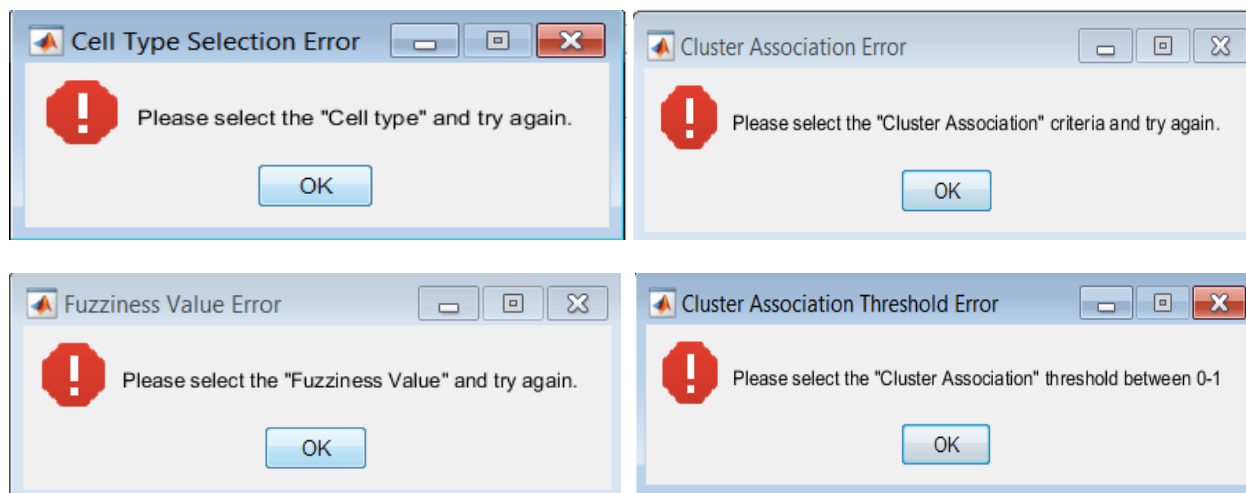 Cell Type Selection Error
Please select the "Cell type" and try again.
OK
Cluster Association Error
Please select the "Cluster Association" criteria and try again.
OK
Fuzziness Value Error
Please select the "Fuzziness Value" and try again.
OK
Cluster Association Threshold Error
Please select the "Cluster Association" threshold between 0-1
OK